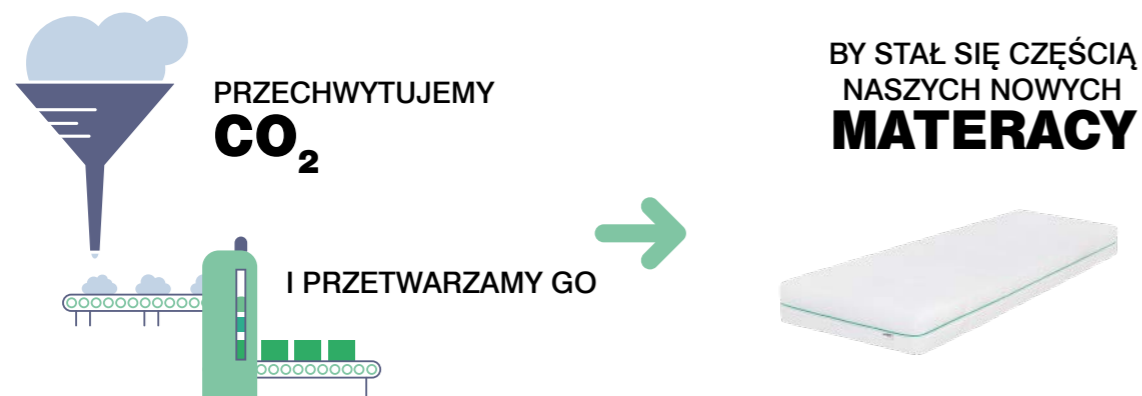 PRZECHWYTUJEMY
CO₂
I PRZETWARZAMY GO
BY STAŁ SIĘ CZĘŚCIĄ
NASZYCH NOWYCH
MATERACY